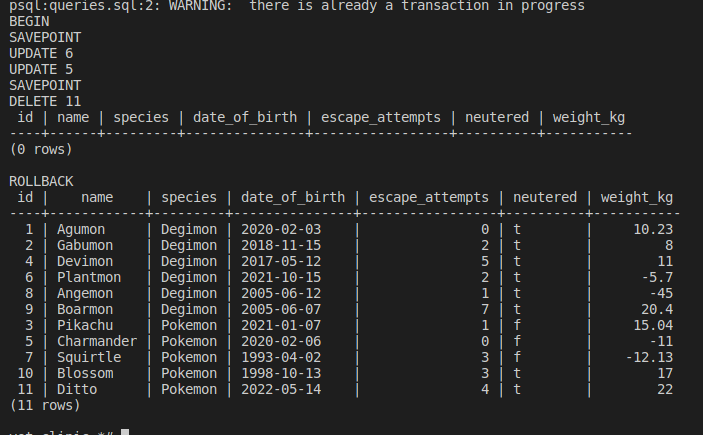 psql:queries.sql:2: WARNING:  there is already a transaction in progress
BEGIN
SAVEPOINT
UPDATE 6
UPDATE 5
SAVEPOINT
DELETE 11
 id | name | species | date_of_birth | escape_attempts | neutered | weight_kg
----+------+---------+---------------+-----------------+----------+-----------
(0 rows)

ROLLBACK
 id |    name    | species | date_of_birth | escape_attempts | neutered | weight_kg
----+------------+---------+---------------+-----------------+----------+-----------
  1 | Agumon     | Degimon | 2020-02-03    |               0 | t        |     10.23
  2 | Gabumon    | Degimon | 2018-11-15    |               2 | t        |         8
  4 | Devimon    | Degimon | 2017-05-12    |               5 | t        |        11
  6 | Plantmon   | Degimon | 2021-10-15    |               2 | t        |      -5.7
  8 | Angemon    | Degimon | 2005-06-12    |               1 | t        |       -45
  9 | Boarmon    | Degimon | 2005-06-07    |               7 | t        |      20.4
  3 | Pikachu    | Pokemon | 2021-01-07    |               1 | f        |     15.04
  5 | Charmander | Pokemon | 2020-02-06    |               0 | f        |       -11
  7 | Squirtle   | Pokemon | 1993-04-02    |               3 | f        |    -12.13
 10 | Blossom    | Pokemon | 1998-10-13    |               3 | t        |        17
 11 | Ditto      | Pokemon | 2022-05-14    |               4 | t        |        22
(11 rows)